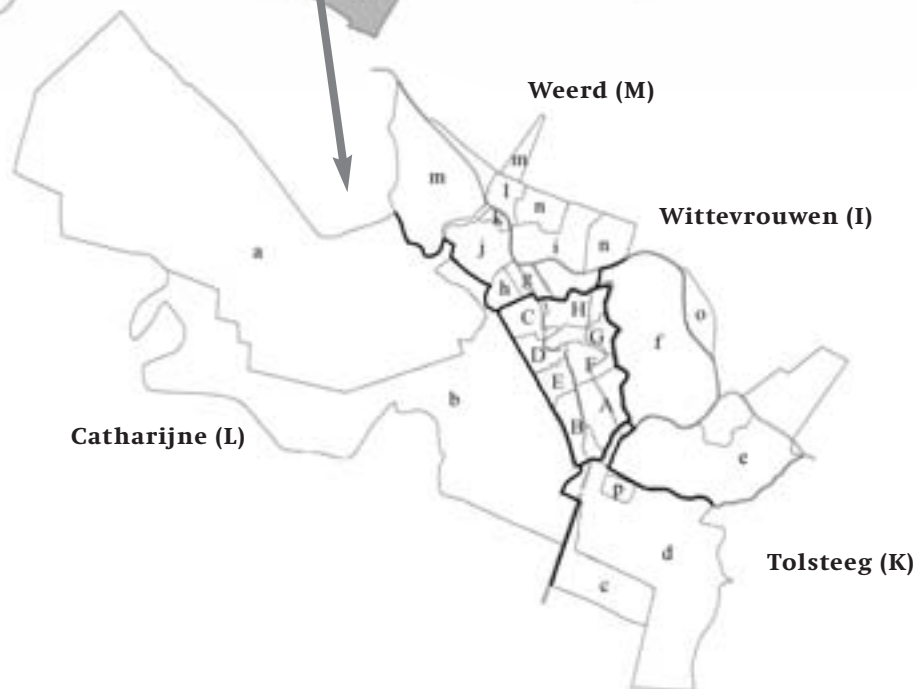 Weerd (M)
m
m
l
n
Wittevrouwen (I)
k
a
j
i
n
h
g
C
H
o
G
f
D
F
E
b
A
B
Catharijne (L)
e
p
d
Tolsteeg (K)
c